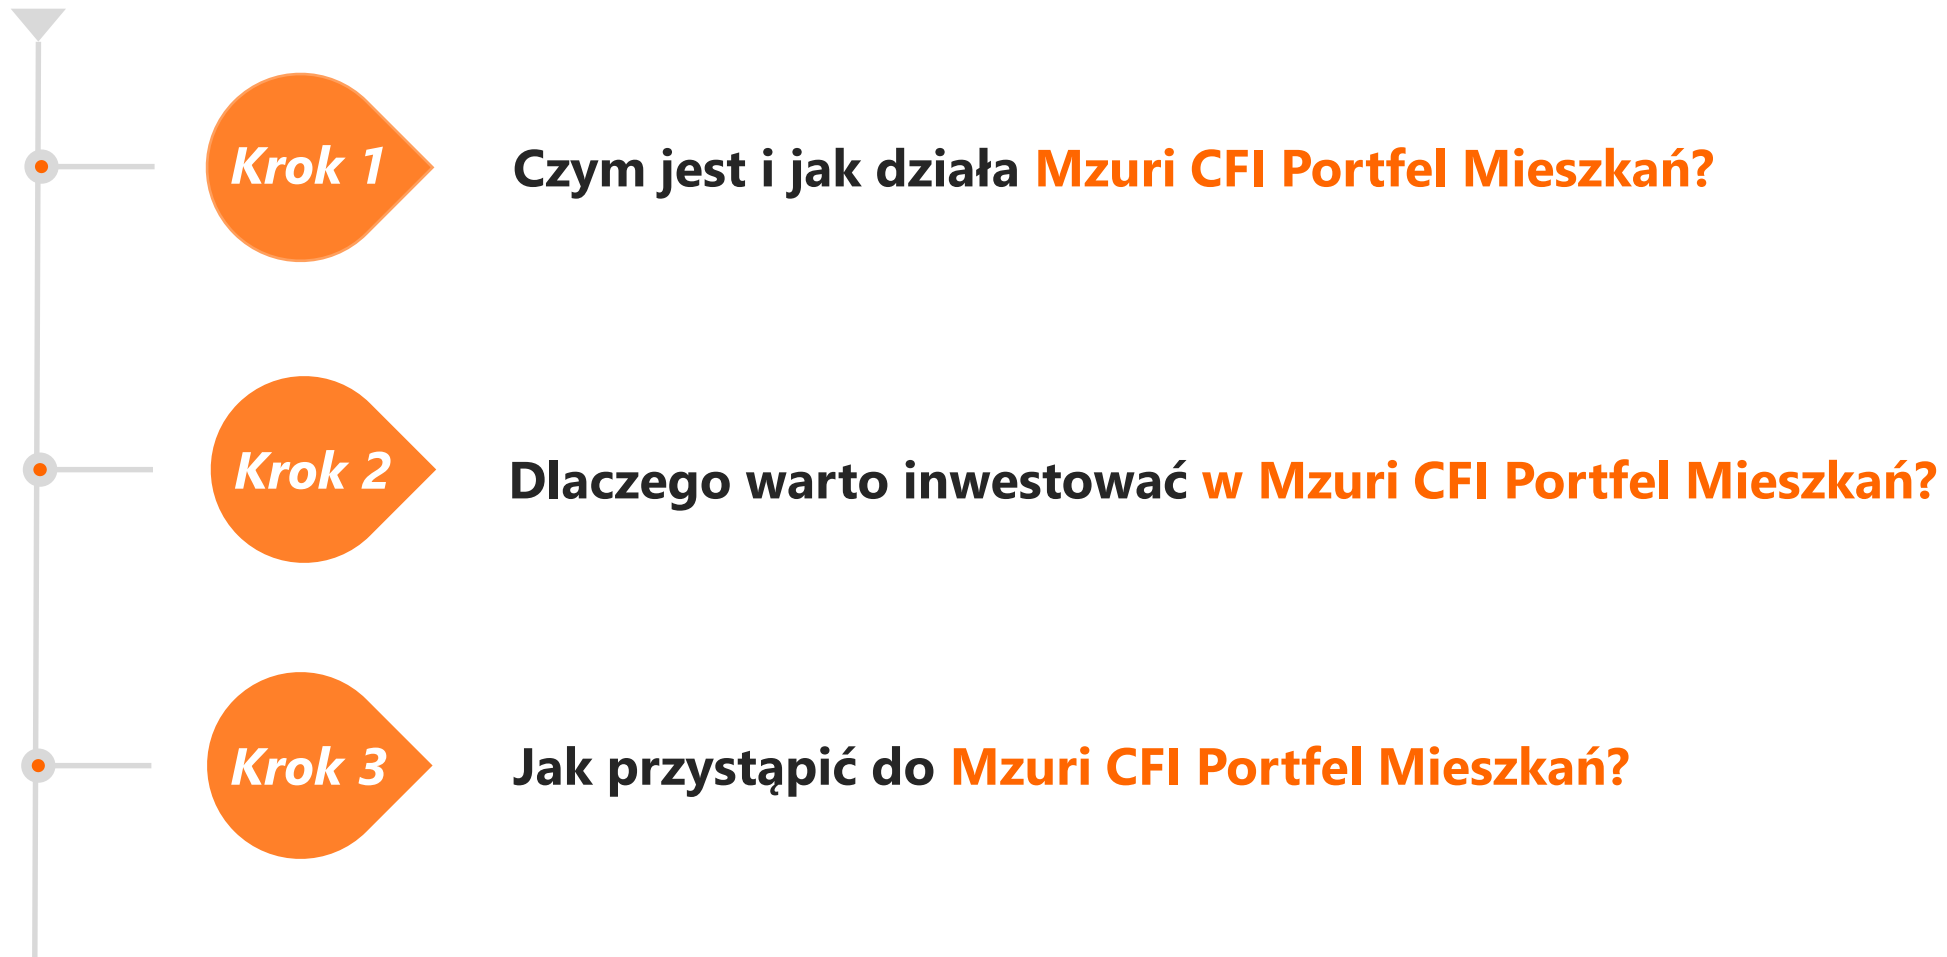 Krok 1
Czym jest i jak działa Mzuri CFI Portfel Mieszkań?
Krok 2
Dlaczego warto inwestować w Mzuri CFI Portfel Mieszkań?
Krok 3
Jak przystąpić do Mzuri CFI Portfel Mieszkań?